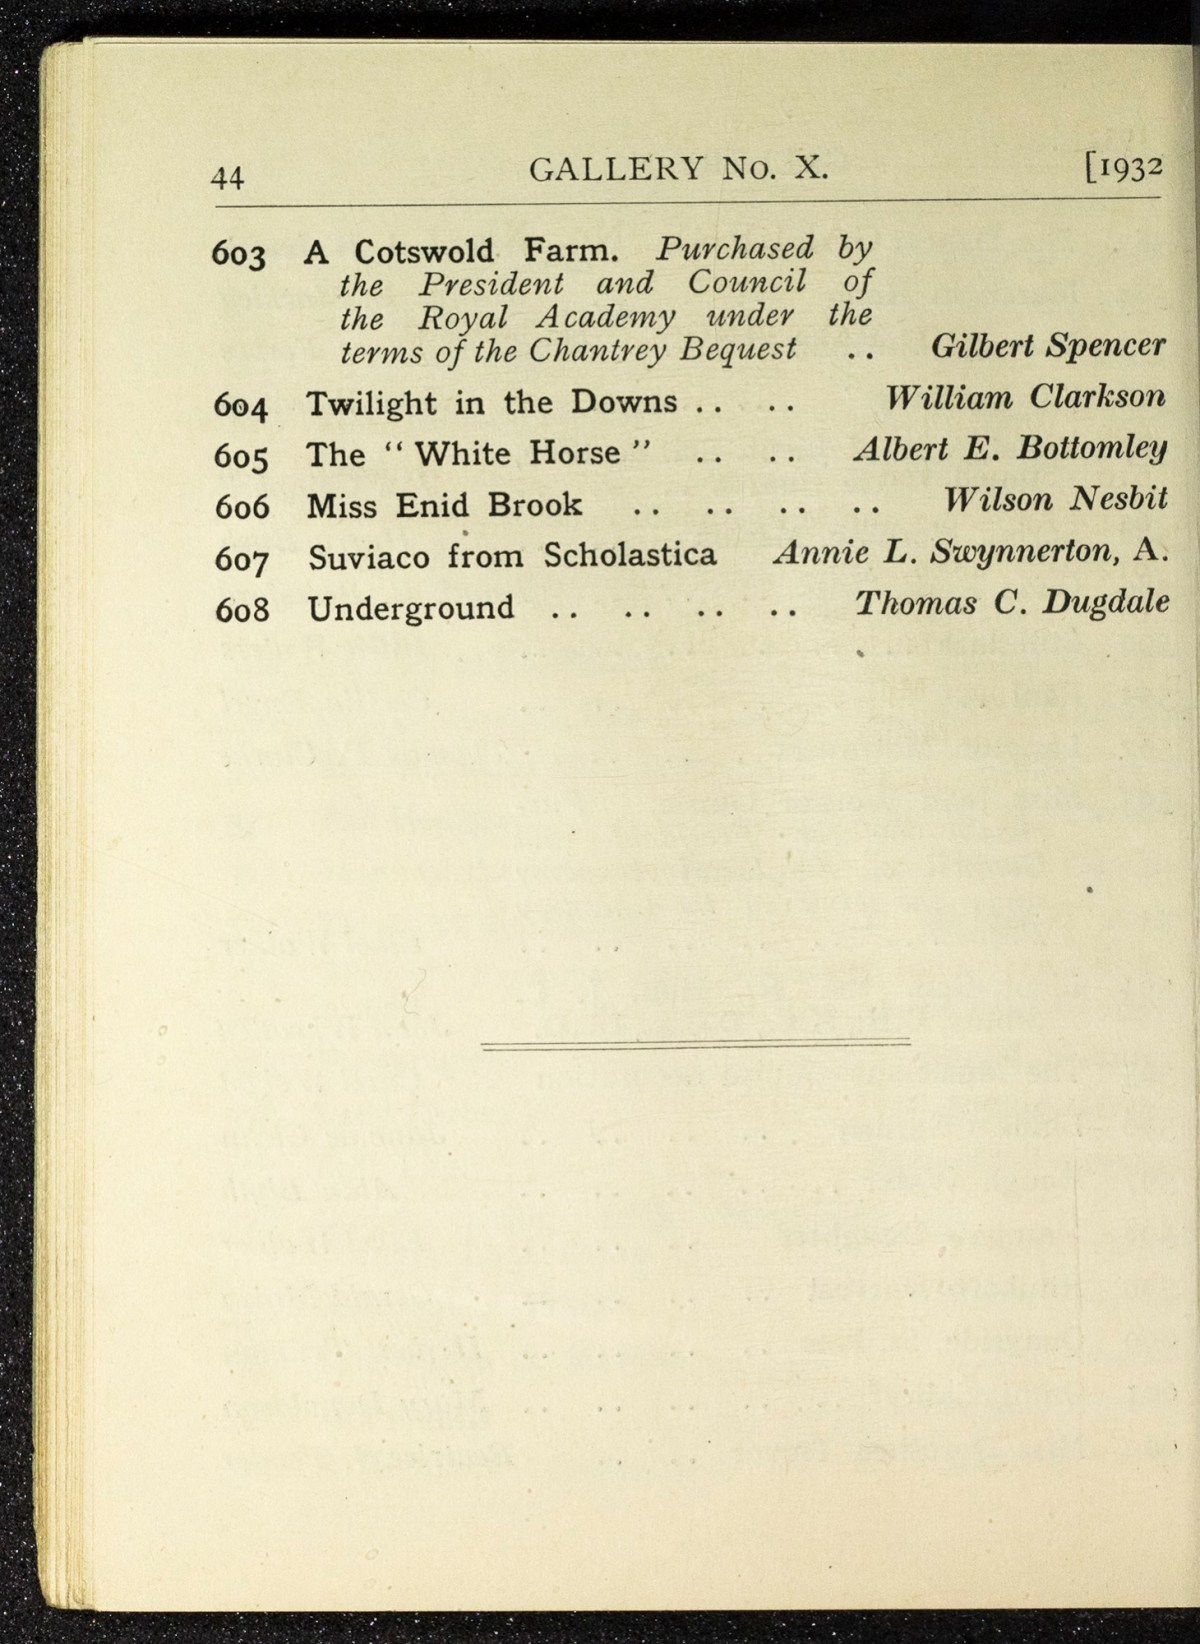 44 GALLERY No. X. [1932
603 A Cotswold Farm. Purchased by
the President and Council of
the Royal Academy under the
terms of the Chantrey Bequest .. Gilbert Spencer
604 Twilight in the Downs .. .. William Clarkson
605 The “ White Horse ” .. .. Albert E. Bottomley
606 Miss Enid Brook .. .. .. .. Wilson Nesbit
607 Suviaco from Scholastica Annie L. Swynnerton, A.
608 Underground .. .. .. .. Thomas C. Dugdale